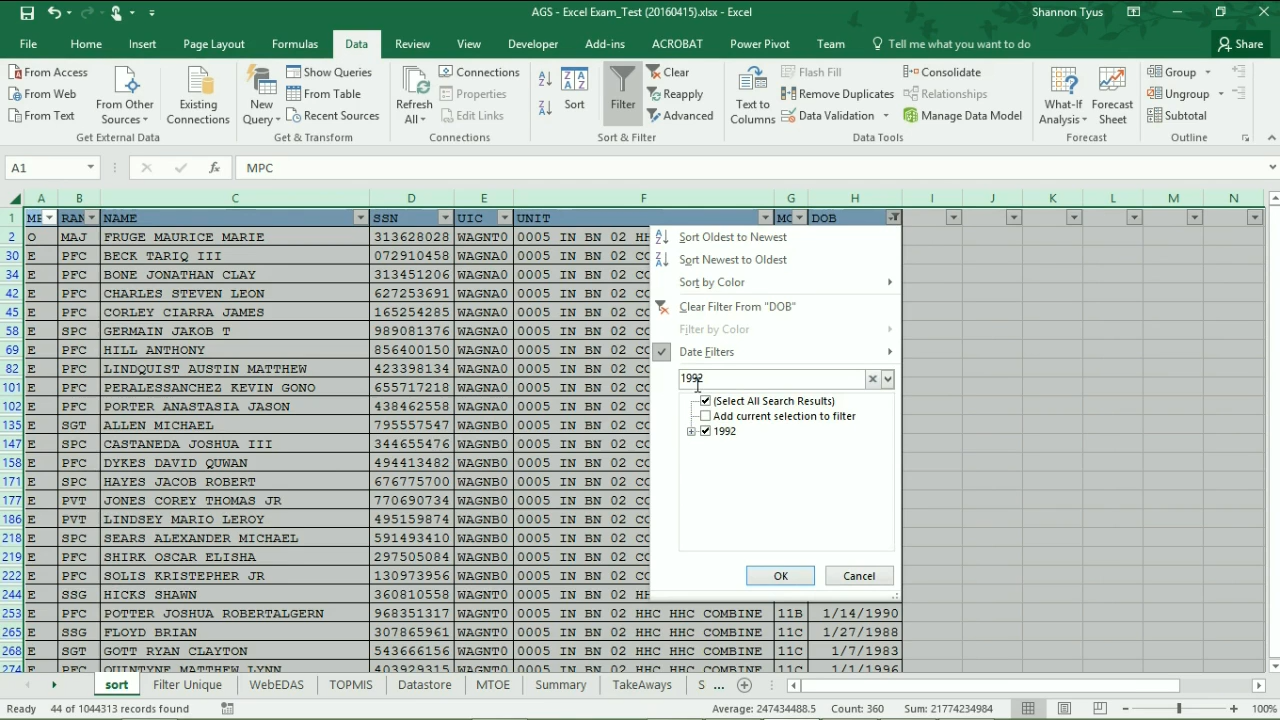 AGS - Excel Exam_Test (20160415).xlsx - Excel
Shannon Tyus
File Home Insert Page Layout Formulas Data Review View Developer Add-ins ACROBAT Power Pivot Team Tell me what you want to do Share
From Access
From Web
From Text
From Other Sources
Existing Connections
Get External Data
New Query
Show Queries
From Table
Recent Sources
Get & Transform
Refresh All
Connections
Properties
Edit Links
Connections
Sort
Filter
Clear
Reapply
Advanced
Sort & Filter
Text to Columns
Flash Fill
Remove Duplicates
Data Validation
Consolidate
Relationships
Manage Data Model
Data Tools
What-If Analysis
Forecast Sheet
Forecast
Group
Ungroup
Subtotal
Outline
A1 fx MPC
A B C D E F G H I J K L M N
1 MP RAN NAME SSN UIC UNIT MO DOB
2 O MAJ FRUGE MAURICE MARIE 313628028 WAGNT0 0005 IN BN 02 HH
30 E PFC BECK TARIQ III 072910458 WAGNA0 0005 IN BN 02 CO
34 E PFC BONE JONATHAN CLAY 313451206 WAGNA0 0005 IN BN 02 CO
42 E PFC CHARLES STEVEN LEON 627253691 WAGNA0 0005 IN BN 02 CO
45 E PFC CORLEY CIARRA JAMES 165254285 WAGNA0 0005 IN BN 02 CO
58 E SPC GERMAIN JAKOB T 989081376 WAGNA0 0005 IN BN 02 CO
69 E PFC HILL ANTHONY 856400150 WAGNA0 0005 IN BN 02 CO
82 E PFC LINDQUIST AUSTIN MATTHEW 423398134 WAGNA0 0005 IN BN 02 CO
101 E PFC PERALESSANCHEZ KEVIN GONO 655717218 WAGNA0 0005 IN BN 02 CO
102 E PFC PORTER ANASTASIA JASON 438462558 WAGNA0 0005 IN BN 02 CO
135 E SGT ALLEN MICHAEL 795557547 WAGNB0 0005 IN BN 02 CO
147 E SPC CASTANEDA JOSHUA III 344655476 WAGNB0 0005 IN BN 02 CO
158 E PFC DYKES DAVID QUWAN 494413482 WAGNB0 0005 IN BN 02 CO
171 E SPC HAYES JACOB ROBERT 676775700 WAGNB0 0005 IN BN 02 CO
177 E PVT JONES COREY THOMAS JR 770690734 WAGNB0 0005 IN BN 02 CO
186 E PVT LINDSEY MARIO LEROY 495159874 WAGNB0 0005 IN BN 02 CO
218 E SPC SEARS ALEXANDER MICHAEL 591493410 WAGNB0 0005 IN BN 02 CO
219 E PFC SHIRK OSCAR ELISHA 297505084 WAGNB0 0005 IN BN 02 CO
222 E PFC SOLIS KRISTEPHER JR 130973956 WAGNB0 0005 IN BN 02 CO
244 E SSG HICKS SHAWN 360810558 WAGNT0 0005 IN BN 02 HH
253 E PFC POTTER JOSHUA ROBERTALGERN 968351317 WAGNT0 0005 IN BN 02 HHC HHC COMBINE 11B 1/14/1990
265 E SSG FLOYD BRIAN 307865961 WAGNT0 0005 IN BN 02 HHC HHC COMBINE 11C 1/27/1988
268 E SGT GOTT RYAN CLAYTON 543666156 WAGNT0 0005 IN BN 02 HHC HHC COMBINE 11C 1/7/1983
274 E PFC QUINTYNE MATTHEW LYNN 403929315 WAGNT0 0005 IN BN 02 HHC HHC COMBINE 11C 1/1/1996
Sort Oldest to Newest
Sort Newest to Oldest
Sort by Color
Clear Filter From "DOB"
Filter by Color
Date Filters
1992
(Select All Search Results)
Add current selection to filter
1992
OK Cancel
sort Filter Unique WebEDAS TOPMIS Datastore MTOE Summary TakeAways S ...
Ready 44 of 1044313 records found Average: 247434488.5 Count: 360 Sum: 21774234984 100%